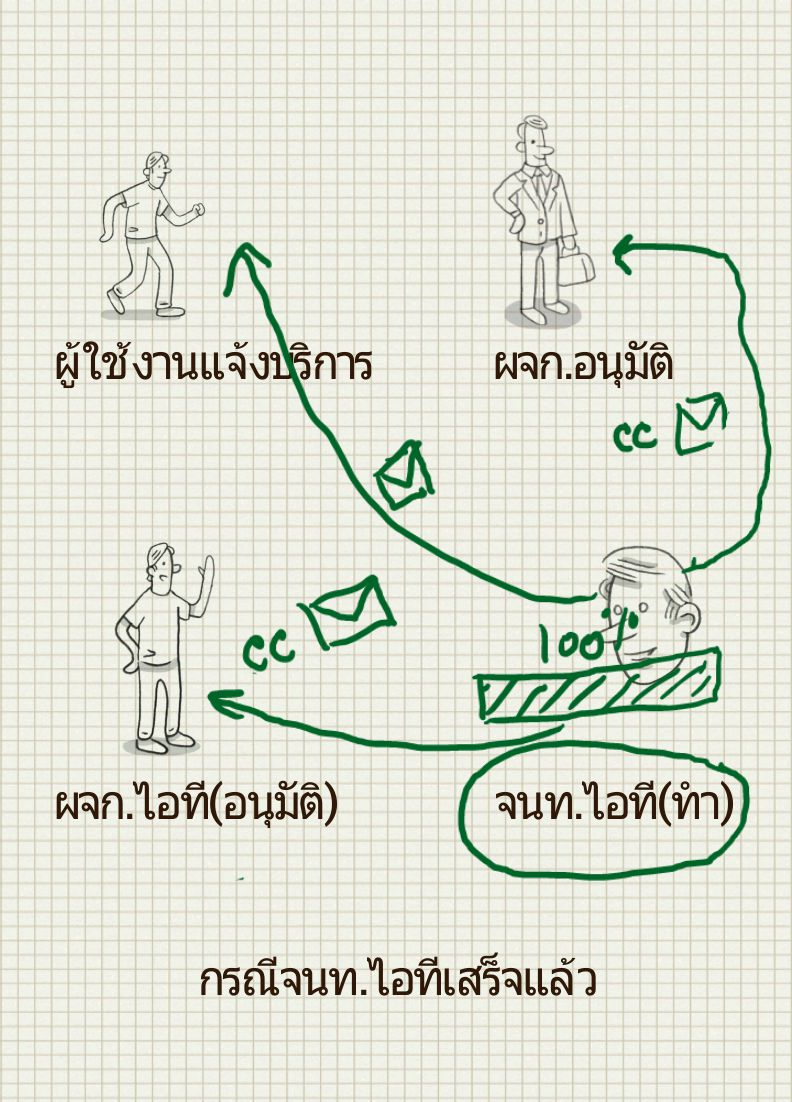 ผู้ใช้งานแจ้งบริการ
ผจก.อนุมัติ
cc
cc
100%
ผจก.ไอที(อนุมัติ)
จนท.ไอที(ทำ)
กรณีจนท.ไอทีเสร็จแล้ว